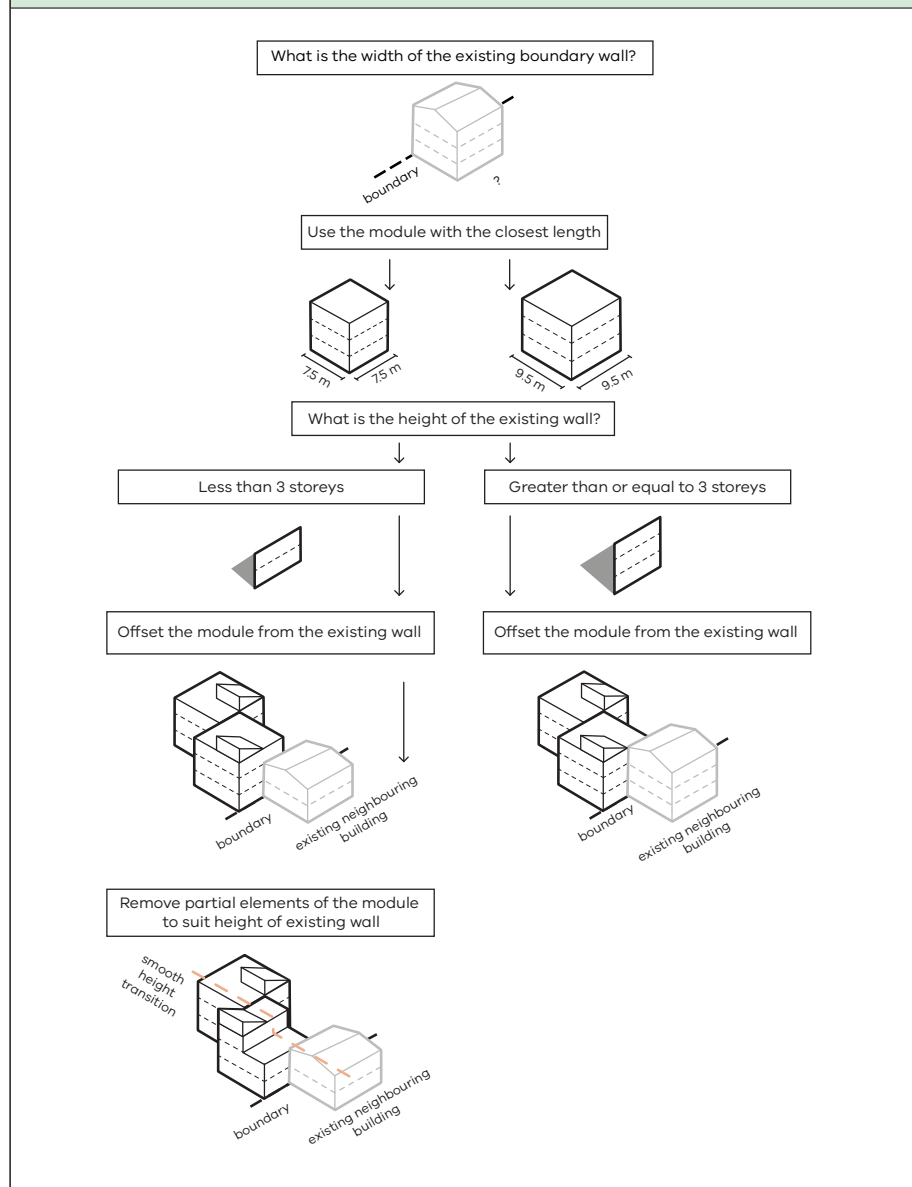 What is the width of the existing boundary wall?
boundary
?
Use the module with the closest length
7.5 m
7.5 m
9.5 m
9.5 m
What is the height of the existing wall?
Less than 3 storeys
Greater than or equal to 3 storeys
Offset the module from the existing wall
Offset the module from the existing wall
boundary
existing neighbouring
building
boundary
existing neighbouring
building
Remove partial elements of the module
to suit height of existing wall
smooth
height
transition
boundary
existing neighbouring
building